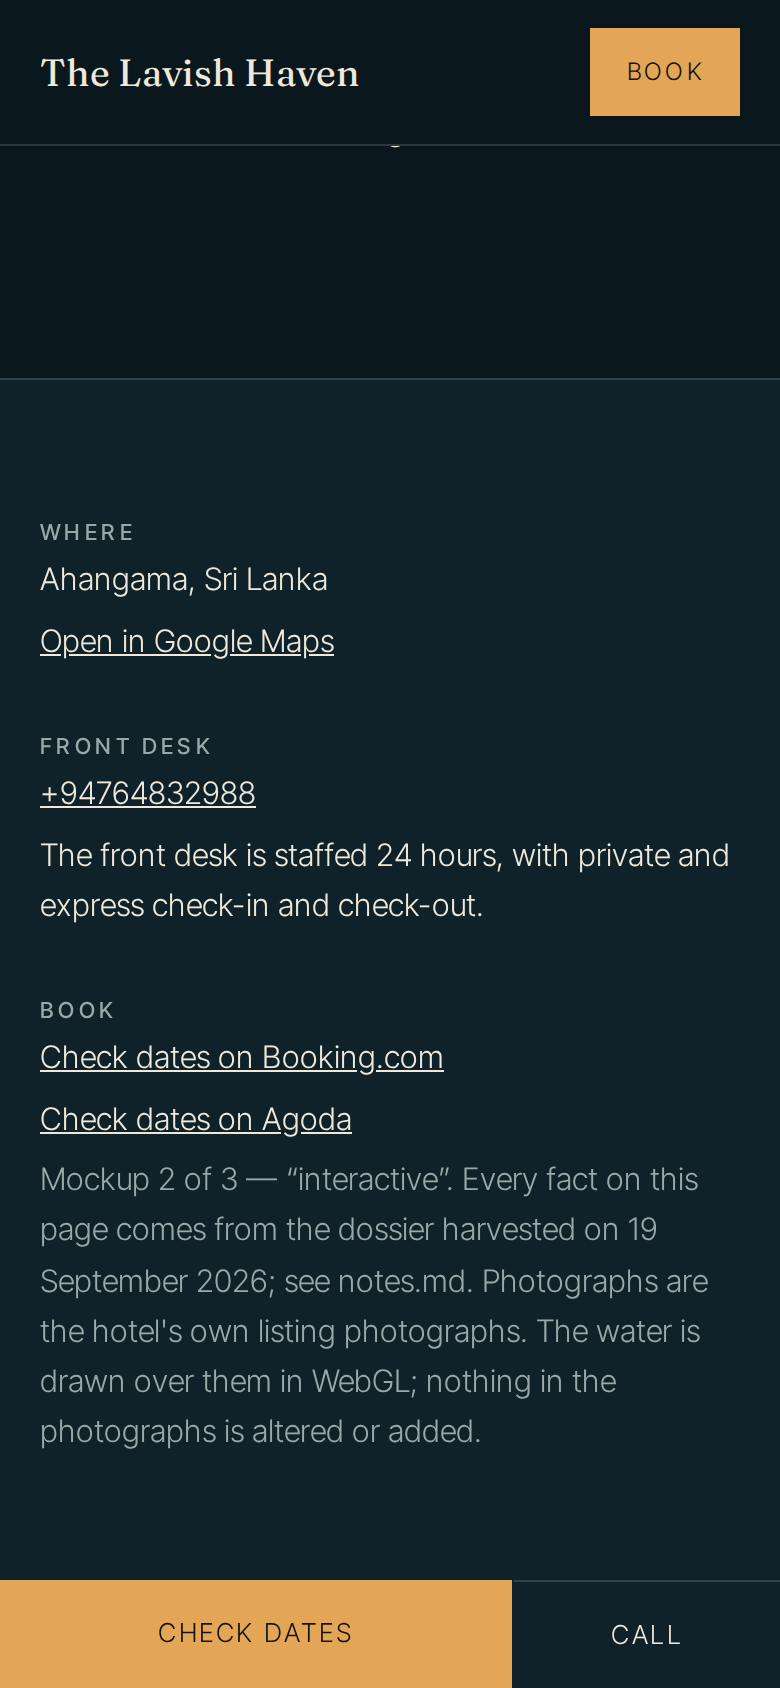 The Lavish Haven
BOOK
WHERE
Ahangama, Sri Lanka
Open in Google Maps
FRONT DESK
+94764832988
The front desk is staffed 24 hours, with private and
express check-in and check-out.
BOOK
Check dates on Booking.com
Check dates on Agoda
Mockup 2 of 3 — “interactive”. Every fact on this
page comes from the dossier harvested on 19
September 2026; see notes.md. Photographs are
the hotel's own listing photographs. The water is
drawn over them in WebGL; nothing in the
photographs is altered or added.
CHECK DATES
CALL